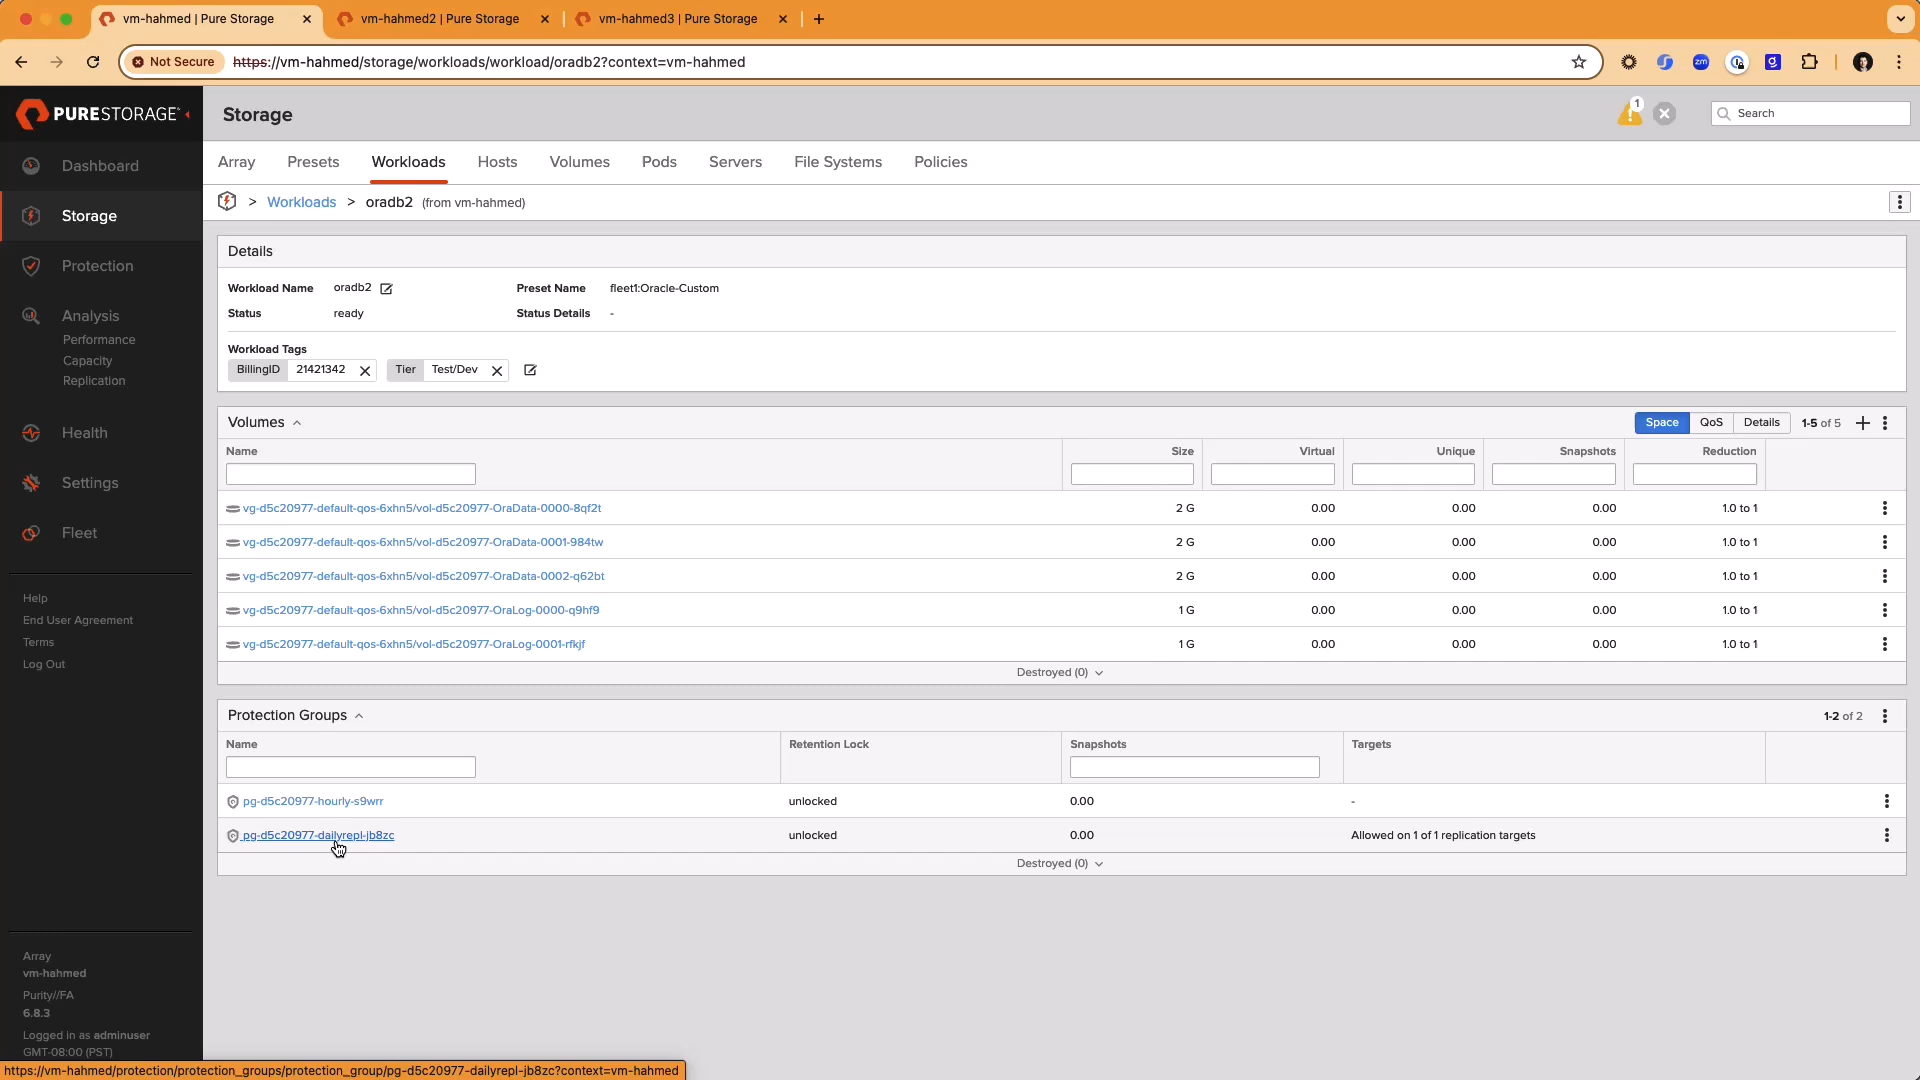 vm-hahmed | Pure Storage
vm-hahmed2 | Pure Storage
vm-hahmed3 | Pure Storage
Not Secure
https://vm-hahmed/storage/workloads/workload/oradb2?context=vm-hahmed
zm
g
PURESTORAGE
Storage
1
Search
Dashboard
Storage
Protection
Analysis
Performance
Capacity
Replication
Health
Settings
Fleet
Help
End User Agreement
Terms
Log Out
Array
vm-hahmed
Purity//FA
6.8.3
Logged in as adminuser
GMT-08:00 (PST)
Array Presets Workloads Hosts Volumes Pods Servers File Systems Policies
> Workloads > oradb2 (from vm-hahmed)
Details
Workload Name oradb2 Preset Name fleet1:Oracle-Custom
Status ready Status Details -
Workload Tags
BillingID 21421342 Tier Test/Dev
Volumes Space QoS Details 1-5 of 5
Name Size Virtual Unique Snapshots Reduction
vg-d5c20977-default-qos-6xhn5/vol-d5c20977-OraData-0000-8qf2t 2 G 0.00 0.00 0.00 1.0 to 1
vg-d5c20977-default-qos-6xhn5/vol-d5c20977-OraData-0001-984tw 2 G 0.00 0.00 0.00 1.0 to 1
vg-d5c20977-default-qos-6xhn5/vol-d5c20977-OraData-0002-q62bt 2 G 0.00 0.00 0.00 1.0 to 1
vg-d5c20977-default-qos-6xhn5/vol-d5c20977-OraLog-0000-q9hf9 1 G 0.00 0.00 0.00 1.0 to 1
vg-d5c20977-default-qos-6xhn5/vol-d5c20977-OraLog-0001-rfkjf 1 G 0.00 0.00 0.00 1.0 to 1
Destroyed (0)
Protection Groups 1-2 of 2
Name Retention Lock Snapshots Targets
pg-d5c20977-hourly-s9wrr unlocked 0.00 -
pg-d5c20977-dailyrepl-jb8zc unlocked 0.00 Allowed on 1 of 1 replication targets
Destroyed (0)
https://vm-hahmed/protection/protection_groups/protection_group/pg-d5c20977-dailyrepl-jb8zc?context=vm-hahmed